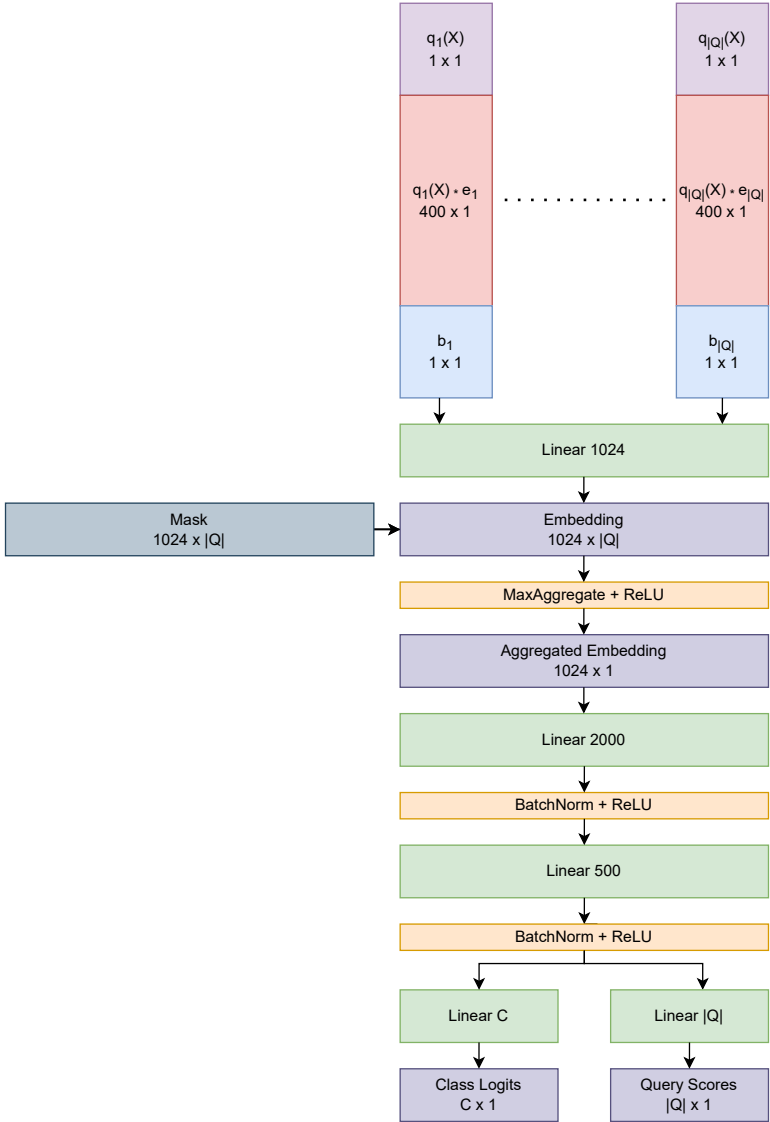 q₁(X)
1 x 1
q|Q|(X)
1 x 1
q₁(X) * e₁
400 x 1
q|Q|(X) * e|Q|
400 x 1
b₁
1 x 1
b|Q|
1 x 1
Linear 1024
Mask
1024 x |Q|
Embedding
1024 x |Q|
MaxAggregate + ReLU
Aggregated Embedding
1024 x 1
Linear 2000
BatchNorm + ReLU
Linear 500
BatchNorm + ReLU
Linear C
Linear |Q|
Class Logits
C x 1
Query Scores
|Q| x 1